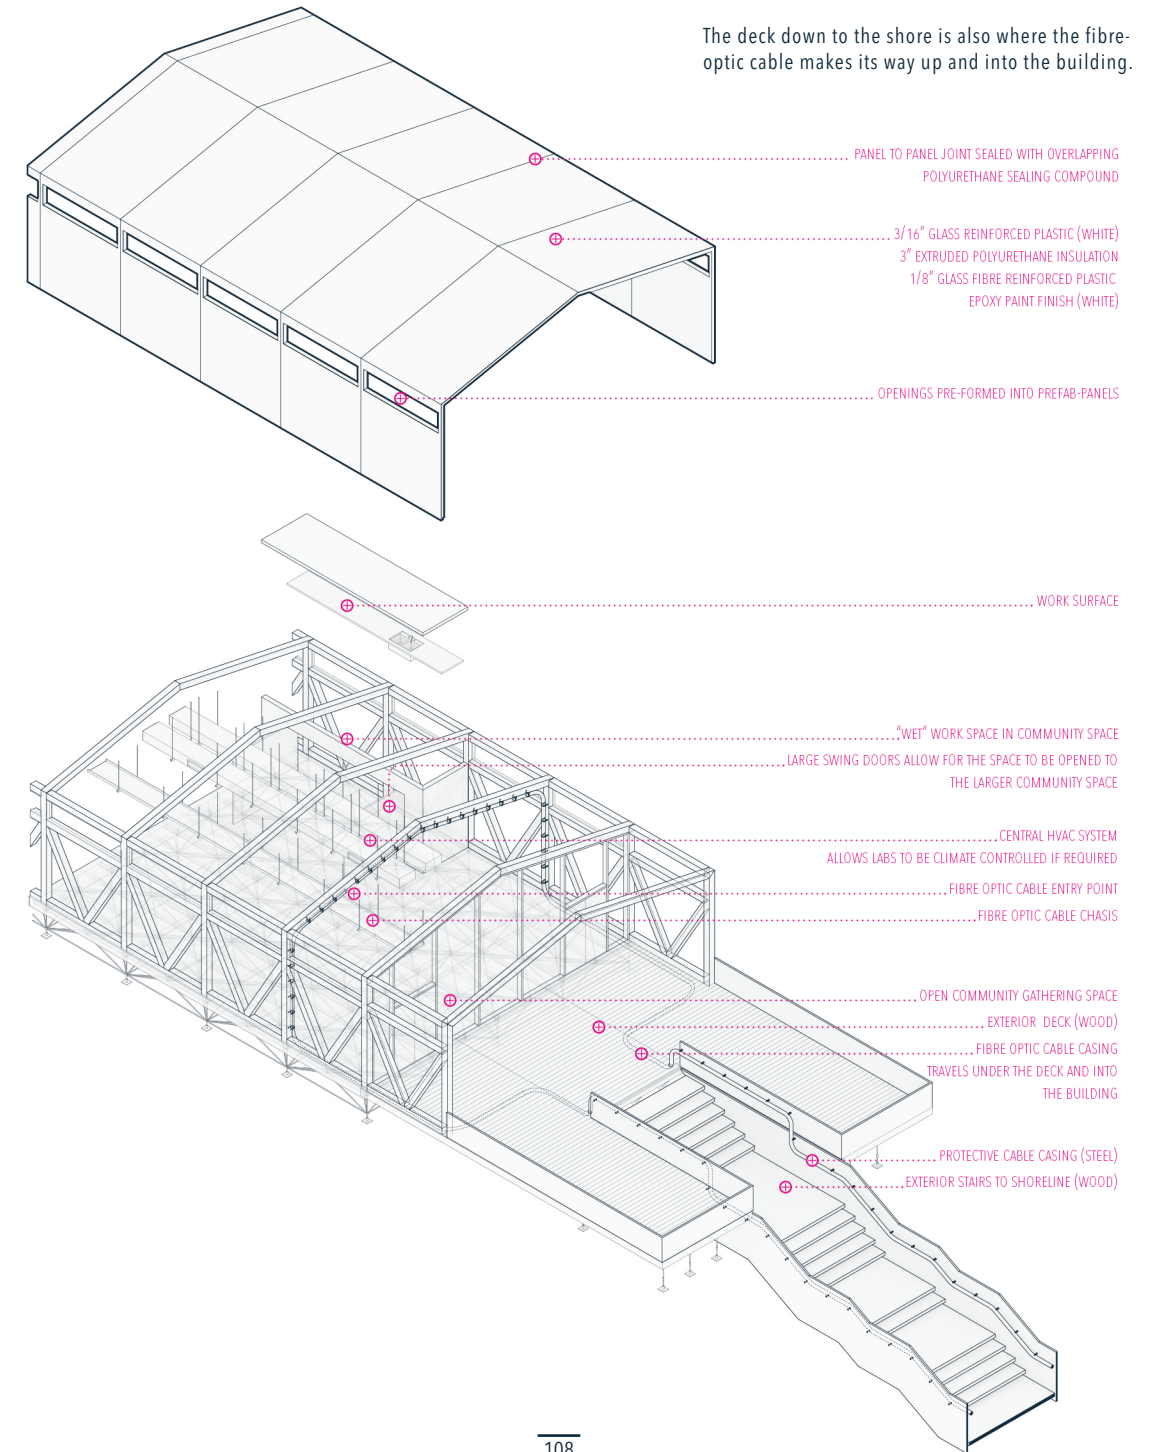 The deck down to the shore is also where the fibre-
optic cable makes its way up and into the building.
PANEL TO PANEL JOINT SEALED WITH OVERLAPPING
POLYURETHANE SEALING COMPOUND
3/16" GLASS REINFORCED PLASTIC (WHITE)
3" EXTRUDED POLYURETHANE INSULATION
1/8" GLASS FIBRE REINFORCED PLASTIC
EPOXY PAINT FINISH (WHITE)
OPENINGS PRE-FORMED INTO PREFAB-PANELS
WORK SURFACE
"WET" WORK SPACE IN COMMUNITY SPACE
LARGE SWING DOORS ALLOW FOR THE SPACE TO BE OPENED TO
THE LARGER COMMUNITY SPACE
CENTRAL HVAC SYSTEM
ALLOWS LABS TO BE CLIMATE CONTROLLED IF REQUIRED
FIBRE OPTIC CABLE ENTRY POINT
FIBRE OPTIC CABLE CHASIS
OPEN COMMUNITY GATHERING SPACE
EXTERIOR DECK (WOOD)
FIBRE OPTIC CABLE CASING
TRAVELS UNDER THE DECK AND INTO
THE BUILDING
PROTECTIVE CABLE CASING (STEEL)
EXTERIOR STAIRS TO SHORELINE (WOOD)
108